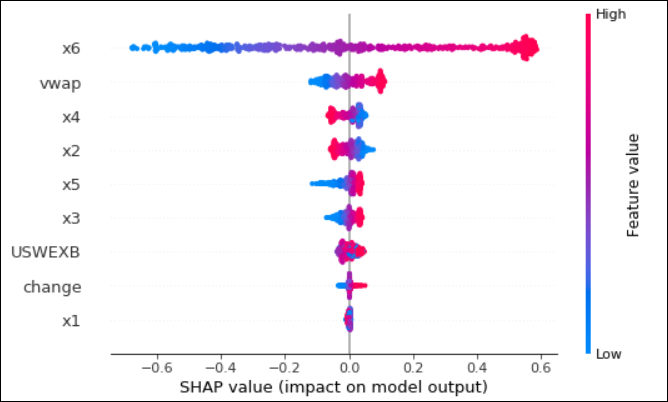 High
x6
vwap
x4
x2
x5
x3
USWEXB
change
x1
Low
Feature value
−0.6 −0.4 −0.2 0.0 0.2 0.4 0.6
SHAP value (impact on model output)